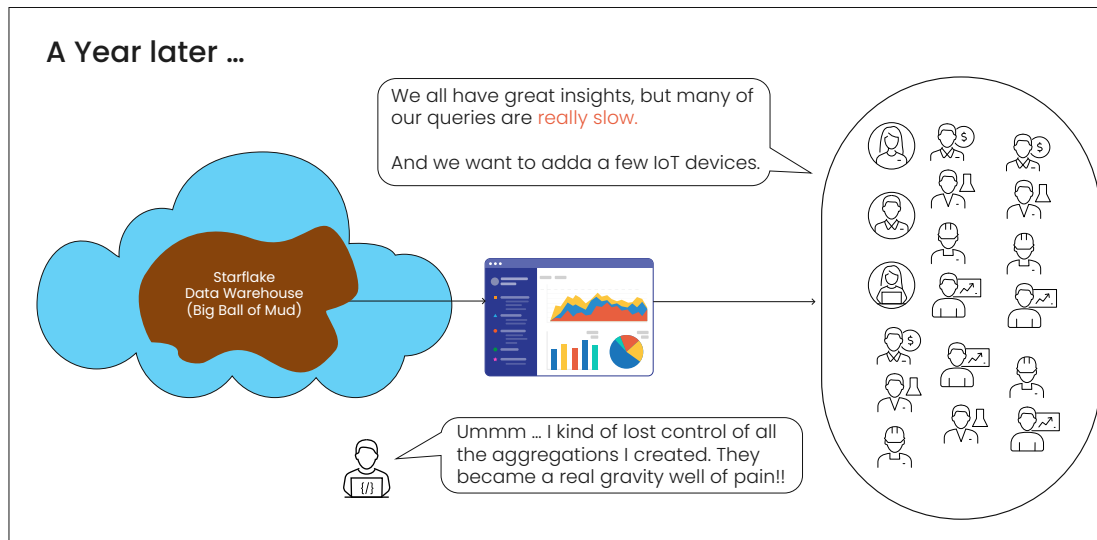 A Year later ...
We all have great insights, but many of
our queries are really slow.
And we want to adda a few IoT devices.
$
$
Starflake
Data Warehouse
(Big Ball of Mud)
$
Ummm ... I kind of lost control of all
the aggregations I created. They
became a real gravity well of pain!!
{/}